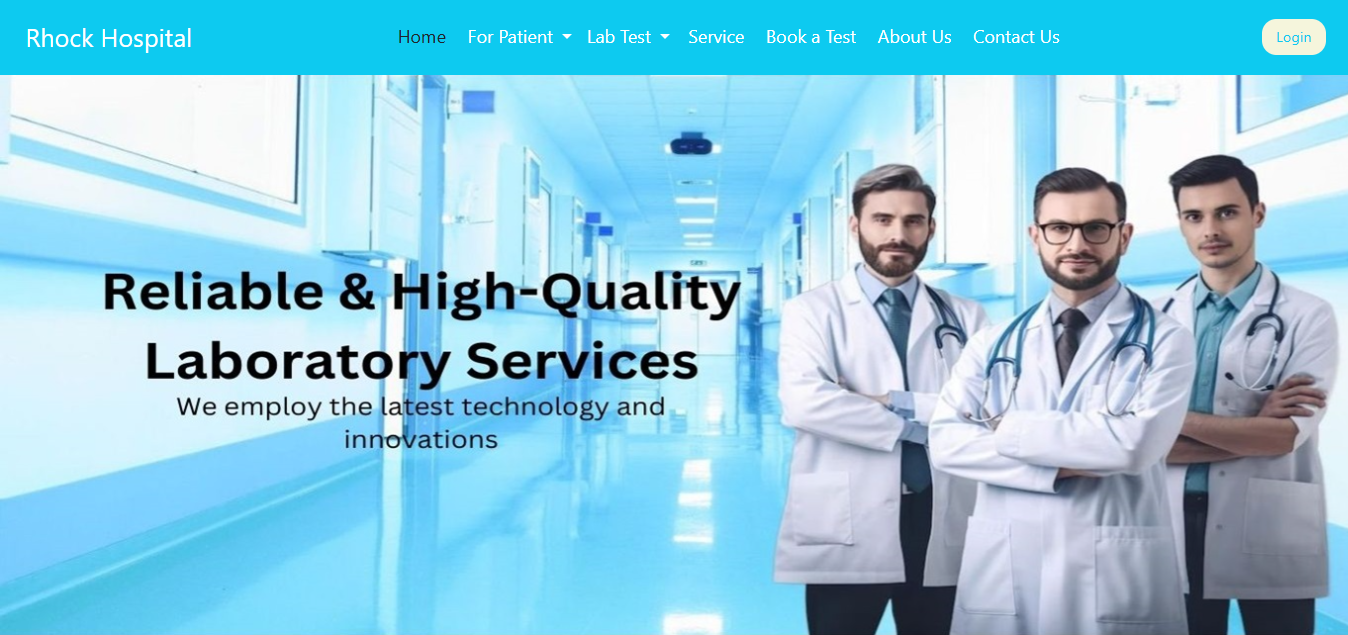 Rhock Hospital Home For Patient Lab Test Service Book a Test About Us Contact Us Login
Reliable & High-Quality
Laboratory Services
We employ the latest technology and
innovations